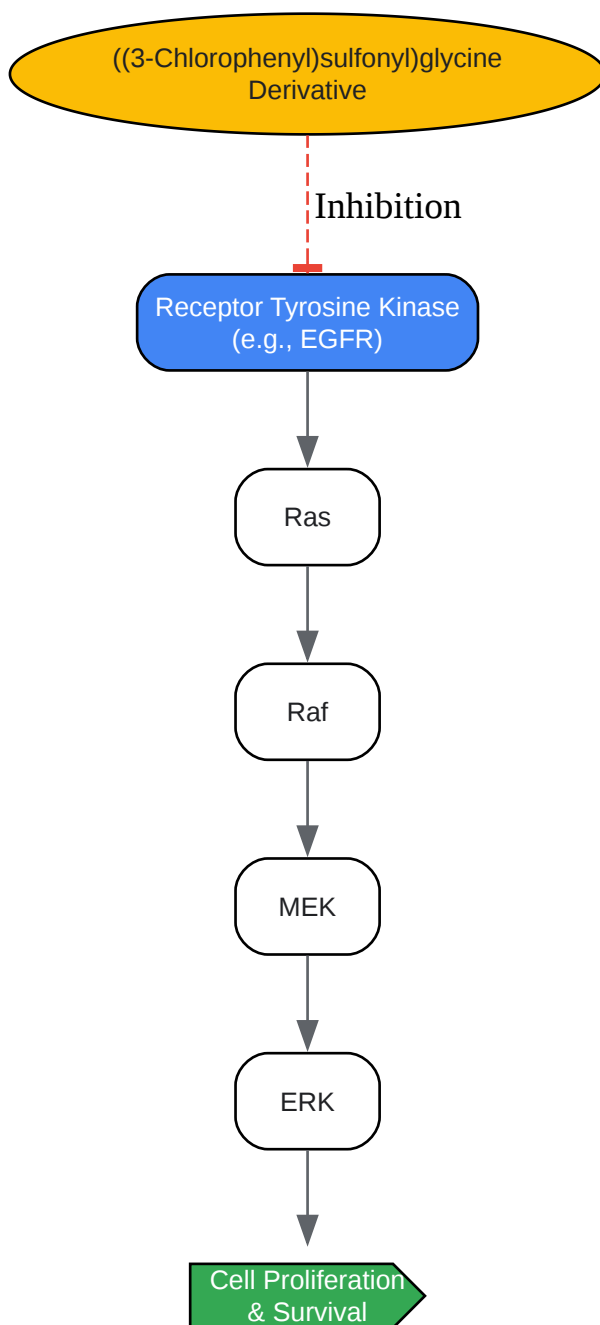 ((3-Chlorophenyl)sulfonyl)glycine
Derivative
Inhibition
Receptor Tyrosine Kinase
(e.g., EGFR)
Ras
Raf
MEK
ERK
Cell Proliferation
& Survival